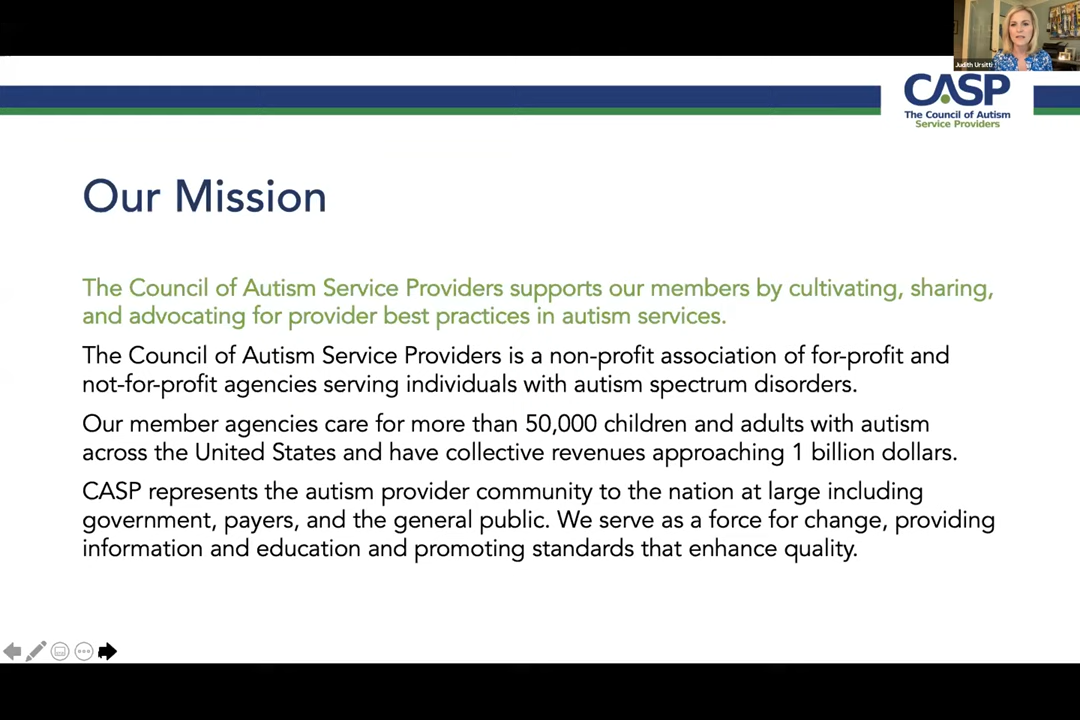 Judith Ursitti
CASP
The Council of Autism
Service Providers
Our Mission
The Council of Autism Service Providers supports our members by cultivating, sharing,
and advocating for provider best practices in autism services.
The Council of Autism Service Providers is a non-profit association of for-profit and
not-for-profit agencies serving individuals with autism spectrum disorders.
Our member agencies care for more than 50,000 children and adults with autism
across the United States and have collective revenues approaching 1 billion dollars.
CASP represents the autism provider community to the nation at large including
government, payers, and the general public. We serve as a force for change, providing
information and education and promoting standards that enhance quality.